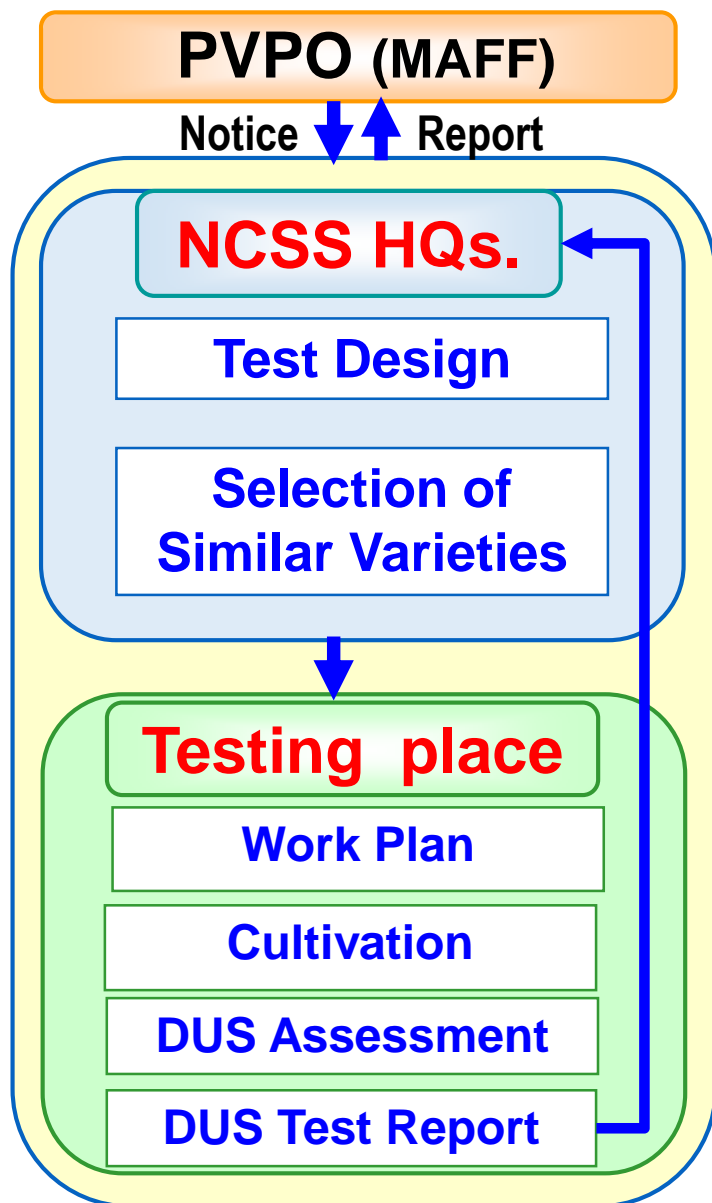 PVPO (MAFF)
Notice Report
NCSS HQs.
Test Design
Selection of
Similar Varieties
Testing place
Work Plan
Cultivation
DUS Assessment
DUS Test Report